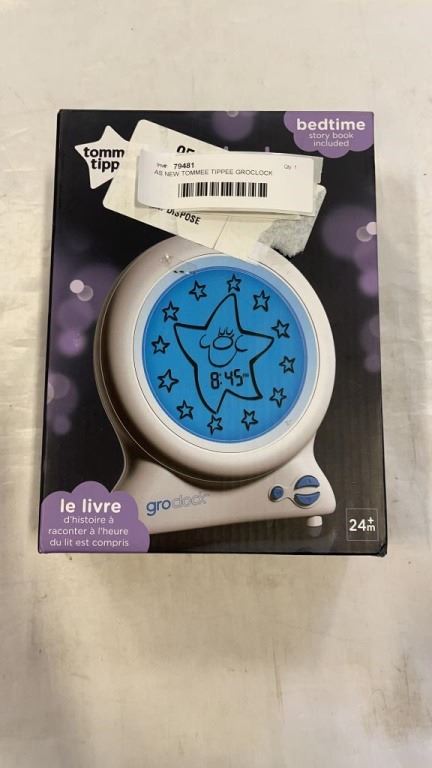 bedtime
story book
included
tomm
tipp
Inv#: 79481 Qty: 1
AS NEW TOMMEE TIPPEE GROCLOCK
DISPOSE
8:45
groclock
le livre
d'histoire à
raconter à l'heure
du lit est compris
24+
m